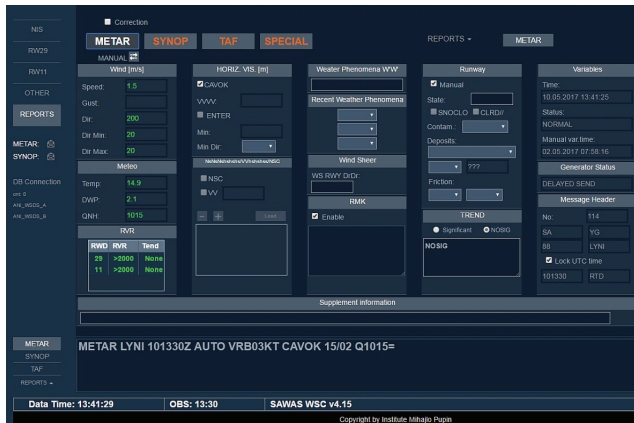 Correction
NIS
METAR SYNOP TAF SPECIAL
REPORTS
METAR
RW29
MANUAL
RW11
OTHER
REPORTS
METAR:
SYNOP:
DB Connection
cnt: 0
ANI_WSDS_A
ANI_WSDS_B
Wind [m/s]
Speed: 1.5
Gust:
Dir: 200
Dir Min: 20
Dir Max: 20
Meteo
Temp: 14.9
DWP: 2.1
QNH: 1015
RVR
RWD RVR Tend
29 >2000 None
11 >2000 None
HORIZ. VIS. [m]
CAVOK
VVVV:
ENTER
Min:
Min Dir:
NSC
VV
- + Load
Weater Phenomena W'W'
Recent Weather Phenomena
Wind Sheer
WS RWY DrDr:
RMK
Enable
Runway
Manual
State:
SNOCLO CLRD//
Contam.:
Deposits:
???
Friction:
TREND
Significant NOSIG
NOSIG
Variables
Time:
10.05.2017 13:41:25
Status:
NORMAL
Manual var.time:
02.05.2017 07:58:16
Generator Status
DELAYED SEND
Message Header
No: 114
SA YG
88 LYNI
Lock UTC time
101330 RTD
Supplement information
METAR
SYNOP
TAF
REPORTS
METAR LYNI 101330Z AUTO VRB03KT CAVOK 15/02 Q1015=
Data Time: 13:41:29 OBS: 13:30 SAWAS WSC v4.15
Copyright by Institute Mihajlo Pupin